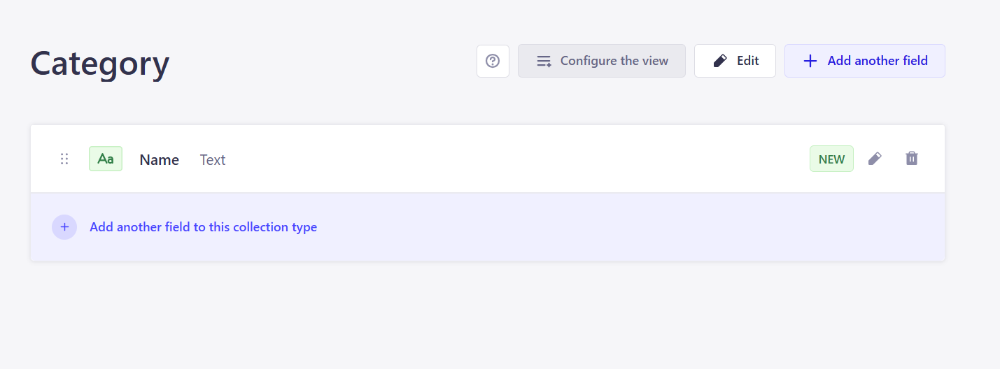 Category
Configure the view
Edit
Add another field
Aa Name Text NEW
Add another field to this collection type